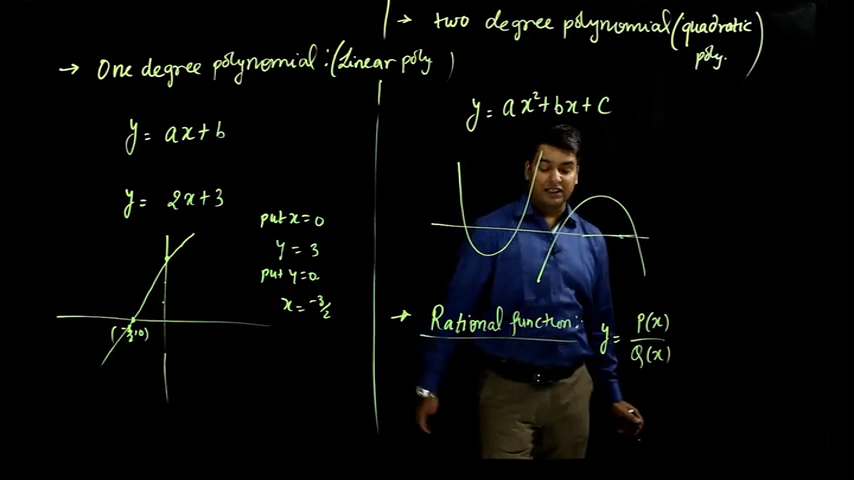 → One degree polynomial : (Linear poly)
y = ax + b
y = 2x + 3
put x = 0
y = 3
put y = 0
x = -3/2
(-3/2, 0)
→ two degree polynomial (quadratic
poly.)
y = ax² + bx + c
→ Rational function :-
y = P(x)/Q(x)